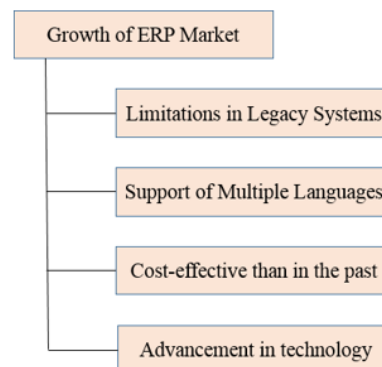 Growth of ERP Market
Limitations in Legacy Systems
Support of Multiple Languages
Cost-effective than in the past
Advancement in technology